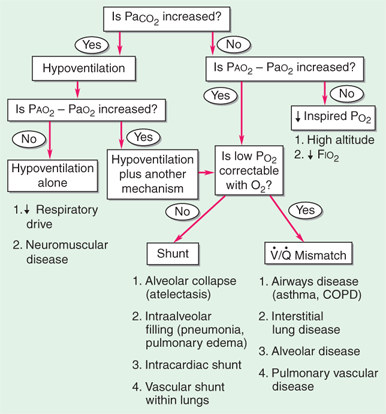 Is PaCO2 increased?
Yes
No
Hypoventilation
Is PAO2 – PaO2 increased?
Is PAO2 – PaO2 increased?
No
Yes
Yes
No
Hypoventilation
alone
1.↓ Respiratory
drive
2. Neuromuscular
disease
Hypoventilation
plus another
mechanism
Is low PO2
correctable
with O2?
↓ Inspired PO2
1. High altitude
2. ↓ FIO2
No
Yes
Shunt
1. Alveolar collapse
(atelectasis)
2. Intraalveolar
filling (pneumonia,
pulmonary edema)
3. Intracardiac shunt
4. Vascular shunt
within lungs
V̇/Q̇ Mismatch
1. Airways disease
(asthma, COPD)
2. Interstitial
lung disease
3. Alveolar disease
4. Pulmonary vascular
disease